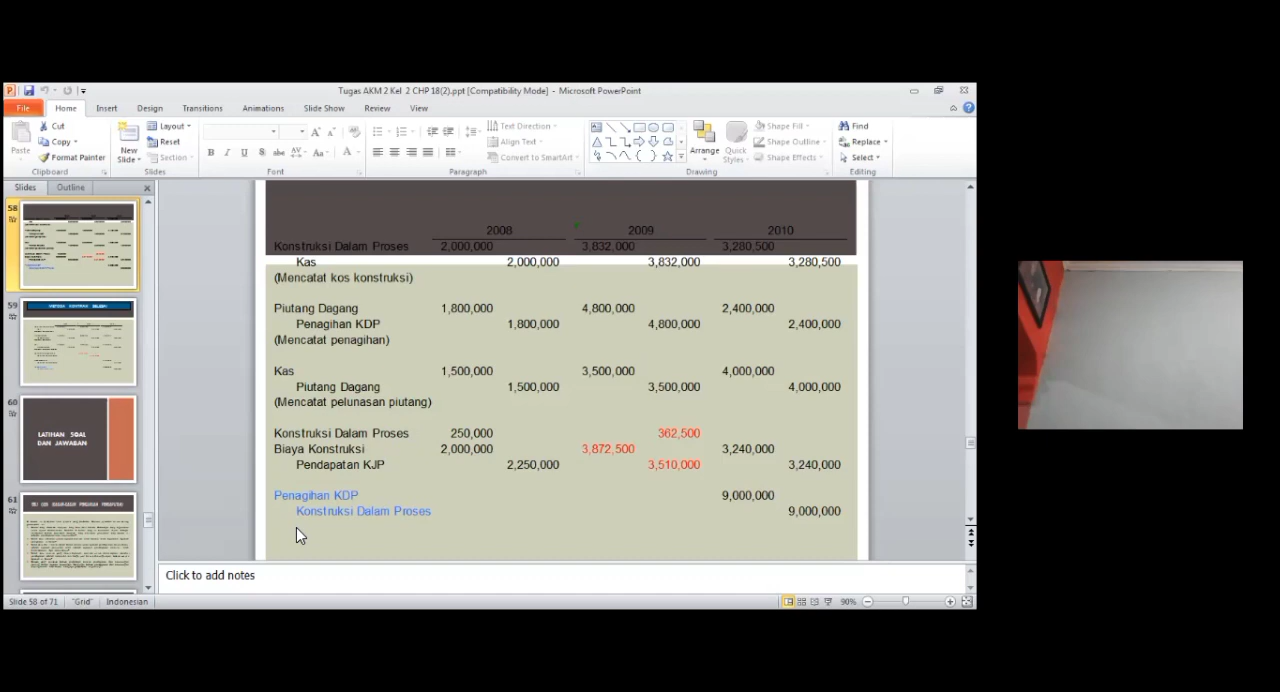 Tugas AKM 2 Kel 2 CHP 18(2).ppt [Compatibility Mode] - Microsoft PowerPoint
File Home Insert Design Transitions Animations Slide Show Review View
Paste Cut Copy Format Painter
Clipboard
New Slide Layout Reset Section
Slides
Font
Text Direction Align Text Convert to SmartArt
Paragraph
Arrange Quick Styles Shape Fill Shape Outline Shape Effects
Drawing
Find Replace Select
Editing
Slides Outline
58
59
60
LATIHAN SOAL
DAN JAWABAN
61
2008 2009 2010
Konstruksi Dalam Proses 2,000,000 3,832,000 3,280,500
Kas 2,000,000 3,832,000 3,280,500
(Mencatat kos konstruksi)
Piutang Dagang 1,800,000 4,800,000 2,400,000
Penagihan KDP 1,800,000 4,800,000 2,400,000
(Mencatat penagihan)
Kas 1,500,000 3,500,000 4,000,000
Piutang Dagang 1,500,000 3,500,000 4,000,000
(Mencatat pelunasan piutang)
Konstruksi Dalam Proses 250,000 362,500
Biaya Konstruksi 2,000,000 3,872,500 3,240,000
Pendapatan KJP 2,250,000 3,510,000 3,240,000
Penagihan KDP 9,000,000
Konstruksi Dalam Proses 9,000,000
Click to add notes
Slide 58 of 71 "Grid" Indonesian 90%